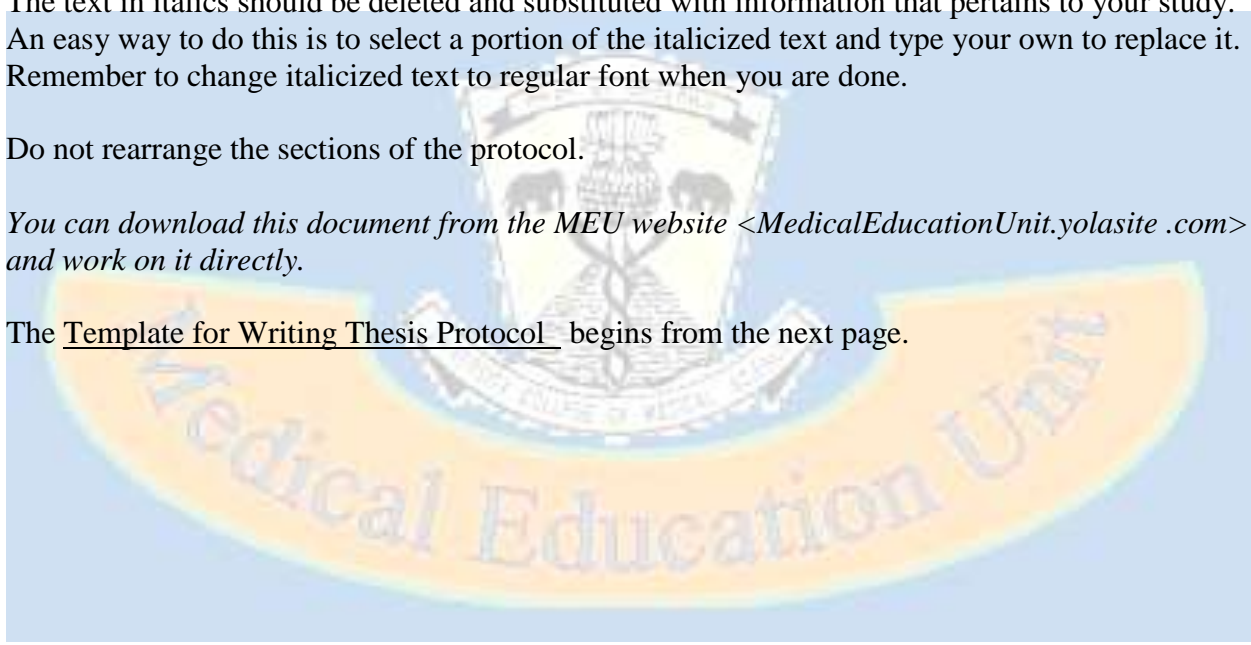 The text in italics should be deleted and substituted with information that pertains to your study.
An easy way to do this is to select a portion of the italicized text and type your own to replace it.
Remember to change italicized text to regular font when you are done.
Do not rearrange the sections of the protocol.
You can download this document from the MEU website <MedicalEducationUnit.yolasite .com>
and work on it directly.
The Template for Writing Thesis Protocol  begins from the next page.
Medical Education Unit